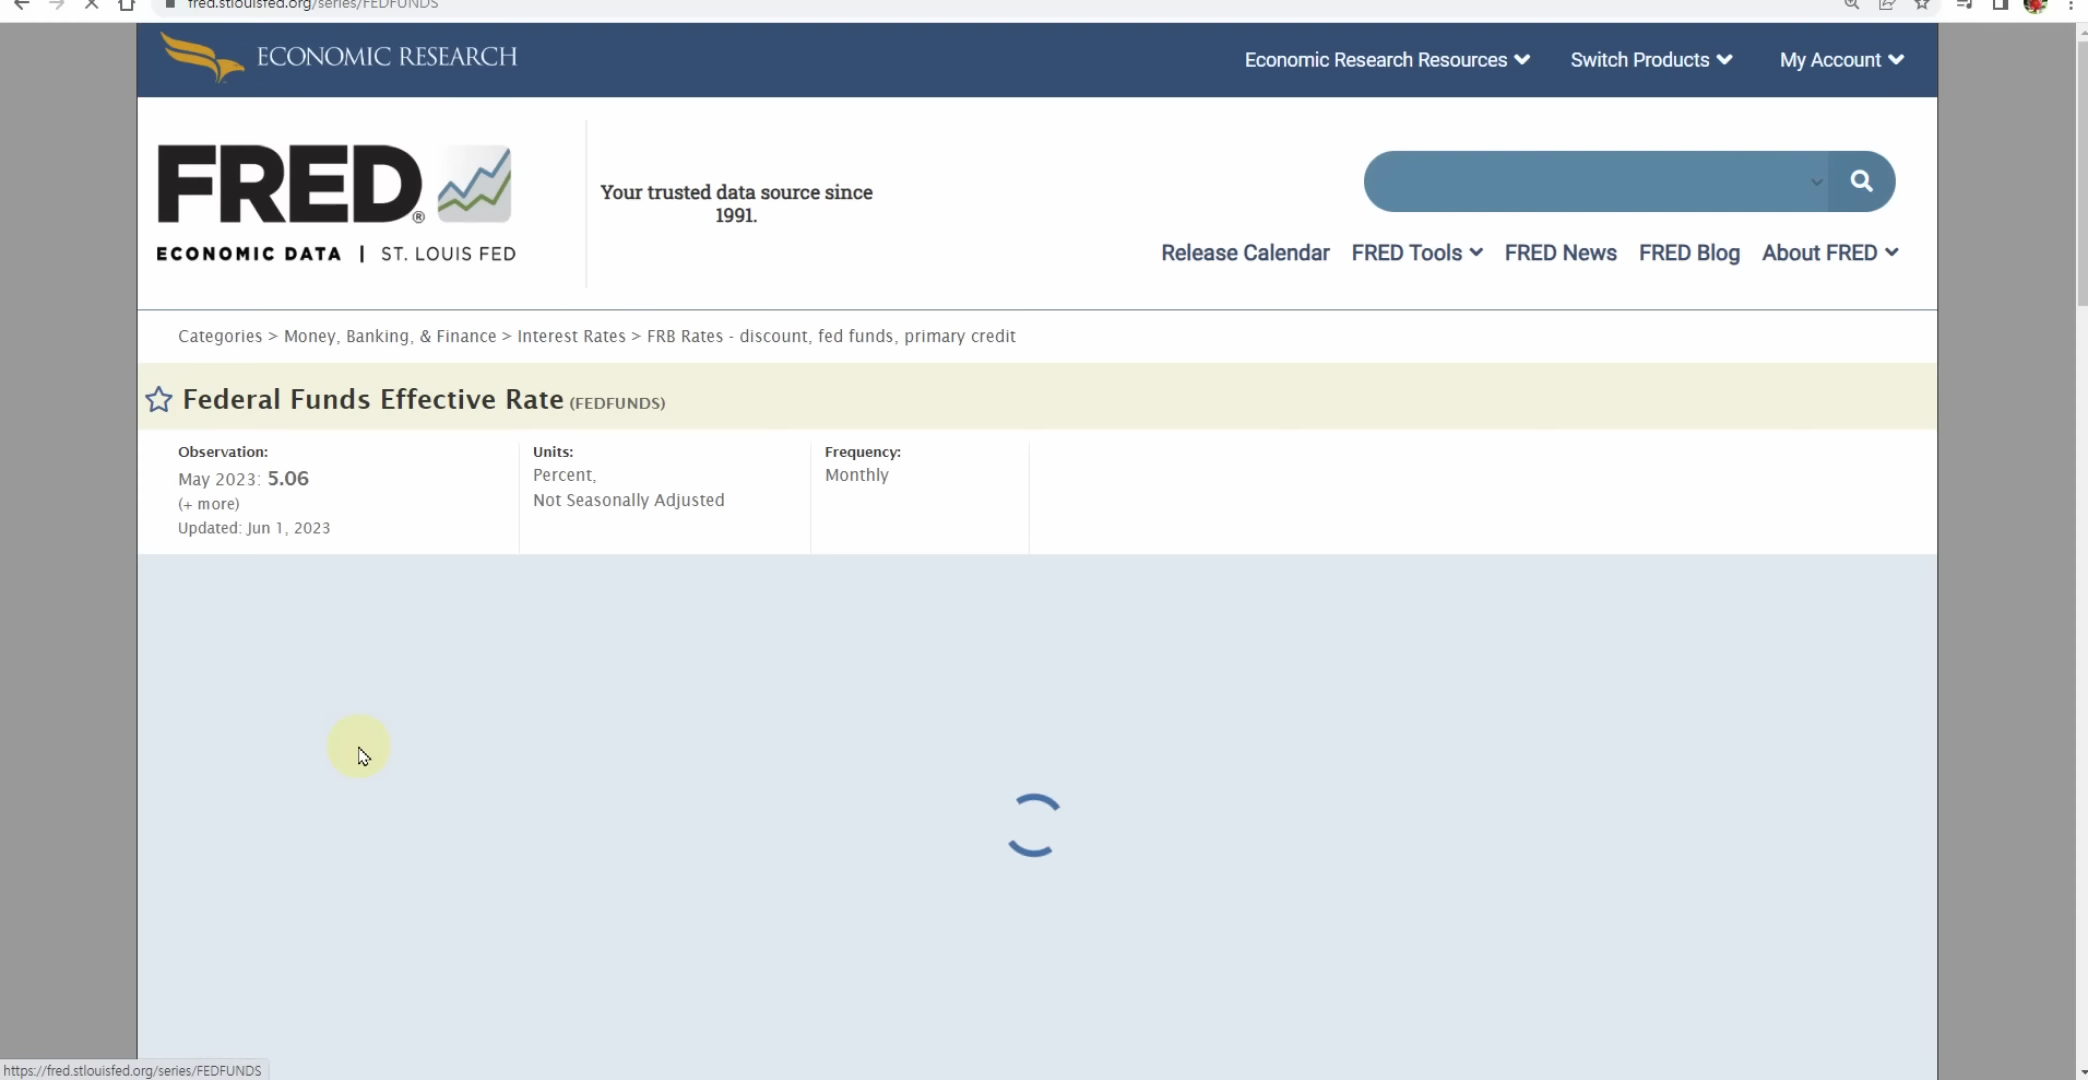 fred.stlouisfed.org/series/FEDFUNDS
ECONOMIC RESEARCH
Economic Research Resources
Switch Products
My Account
FRED®
ECONOMIC DATA | ST. LOUIS FED
Your trusted data source since
1991.
Release Calendar
FRED Tools
FRED News
FRED Blog
About FRED
Categories > Money, Banking, & Finance > Interest Rates > FRB Rates - discount, fed funds, primary credit
Federal Funds Effective Rate (FEDFUNDS)
Observation:
May 2023: 5.06
(+ more)
Updated: Jun 1, 2023
Units:
Percent,
Not Seasonally Adjusted
Frequency:
Monthly
https://fred.stlouisfed.org/series/FEDFUNDS